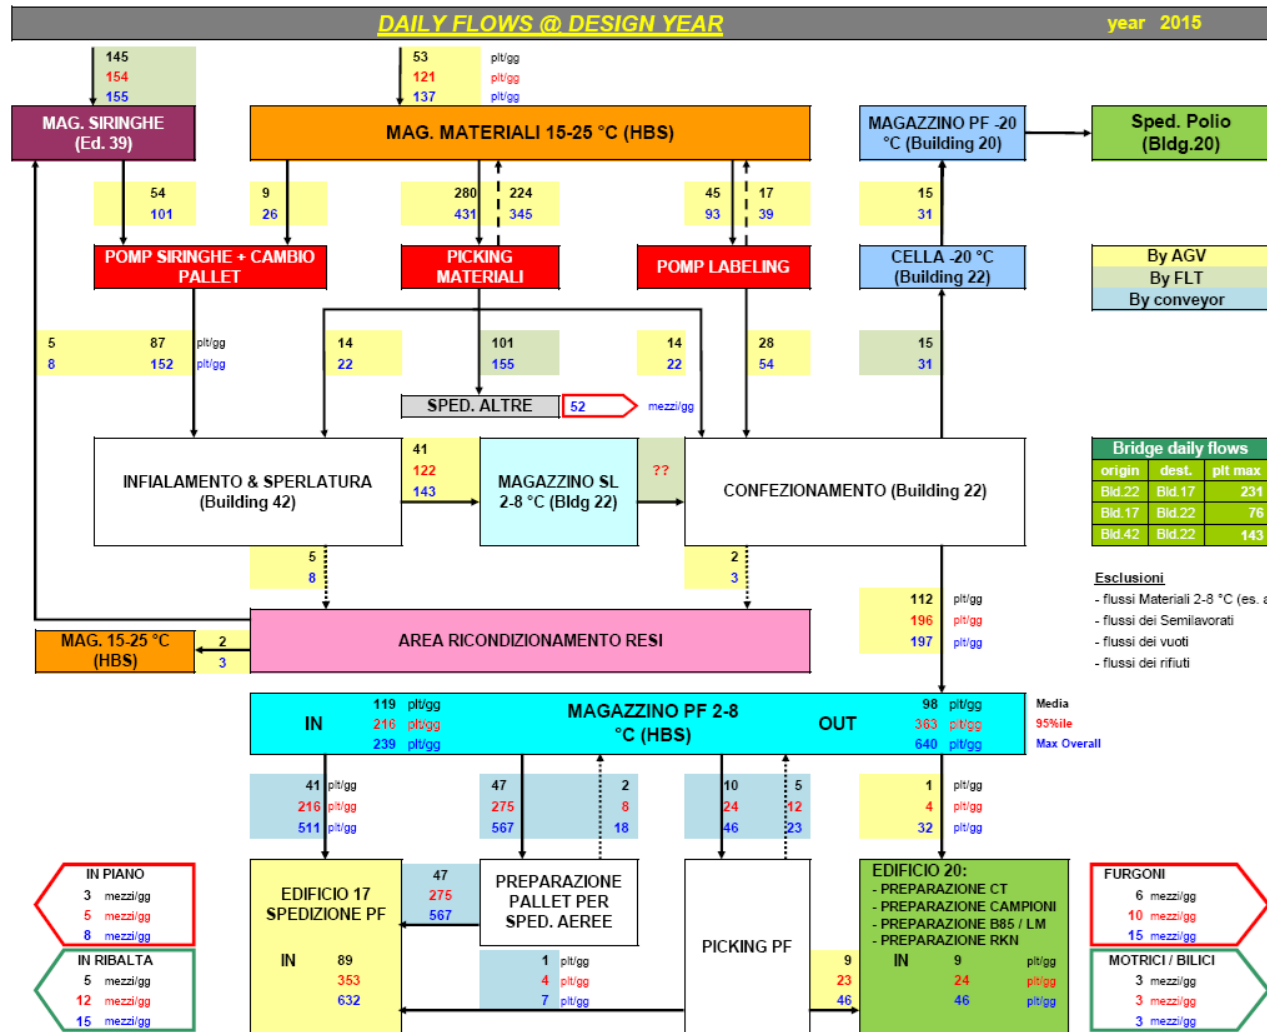 DAILY FLOWS @ DESIGN YEAR
year 2015
145
154
155
53 plt/gg
121 plt/gg
137 plt/gg
MAG. SIRINGHE
(Ed. 39)
MAG. MATERIALI 15-25 °C (HBS)
MAGAZZINO PF -20
°C (Building 20)
Sped. Polio
(Bldg.20)
54
101
9
26
280 224
431 345
45 17
93 39
15
31
POMP SIRINGHE + CAMBIO
PALLET
PICKING
MATERIALI
POMP LABELING
CELLA -20 °C
(Building 22)
By AGV
By FLT
By conveyor
5 87 plt/gg
8 152 plt/gg
14
22
101
155
14 28
22 54
15
31
SPED. ALTRE
52 mezzi/gg
INFIALAMENTO & SPERLATURA
(Building 42)
41
122
143
MAGAZZINO SL
2-8 °C (Bldg 22)
??
CONFEZIONAMENTO (Building 22)
Bridge daily flows
origin dest. plt max
Bld.22 Bld.17 231
Bld.17 Bld.22 76
Bld.42 Bld.22 143
5
8
2
3
Esclusioni
- flussi Materiali 2-8 °C (es. a
- flussi dei Semilavorati
- flussi dei vuoti
- flussi dei rifiuti
112 plt/gg
196 plt/gg
197 plt/gg
AREA RICONDIZIONAMENTO RESI
MAG. 15-25 °C
(HBS)
2
3
IN
119 plt/gg
216 plt/gg
239 plt/gg
MAGAZZINO PF 2-8
°C (HBS)
OUT
98 plt/gg
363 plt/gg
640 plt/gg
Media
95%ile
Max Overall
41 plt/gg
216 plt/gg
511 plt/gg
47 2
275 8
567 18
10 5
24 12
46 23
1 plt/gg
4 plt/gg
32 plt/gg
IN PIANO
3 mezzi/gg
5 mezzi/gg
8 mezzi/gg
IN RIBALTA
5 mezzi/gg
12 mezzi/gg
15 mezzi/gg
EDIFICIO 17
SPEDIZIONE PF
IN 89
353
632
47
275
567
PREPARAZIONE
PALLET PER
SPED. AEREE
1 plt/gg
4 plt/gg
7 plt/gg
PICKING PF
9
23
46
EDIFICIO 20:
- PREPARAZIONE CT
- PREPARAZIONE CAMPIONI
- PREPARAZIONE B85 / LM
- PREPARAZIONE RKN
IN 9 plt/gg
24 plt/gg
46 plt/gg
FURGONI
6 mezzi/gg
10 mezzi/gg
15 mezzi/gg
MOTRICI / BILICI
3 mezzi/gg
3 mezzi/gg
3 mezzi/gg